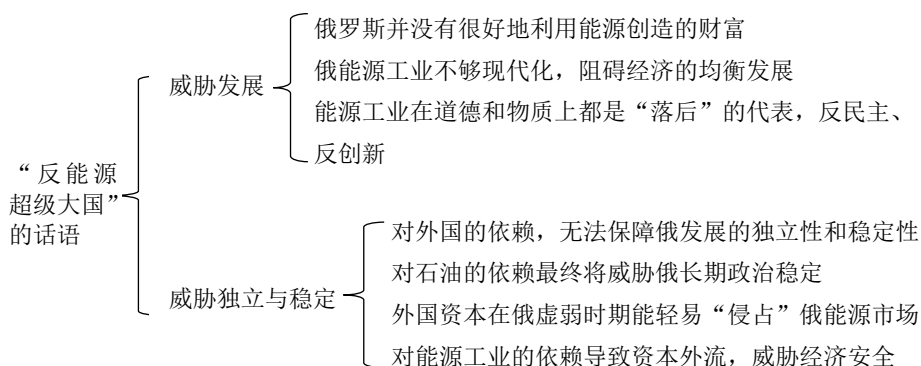 “反能源
超级大国”
的话语
威胁发展
俄罗斯并没有很好地利用能源创造的财富
俄能源工业不够现代化，阻碍经济的均衡发展
能源工业在道德和物质上都是“落后”的代表，反民主、
反创新
威胁独立与稳定
对外国的依赖，无法保障俄发展的独立性和稳定性
对石油的依赖最终将威胁俄长期政治稳定
外国资本在俄虚弱时期能轻易“侵占”俄能源市场
对能源工业的依赖导致资本外流，威胁经济安全